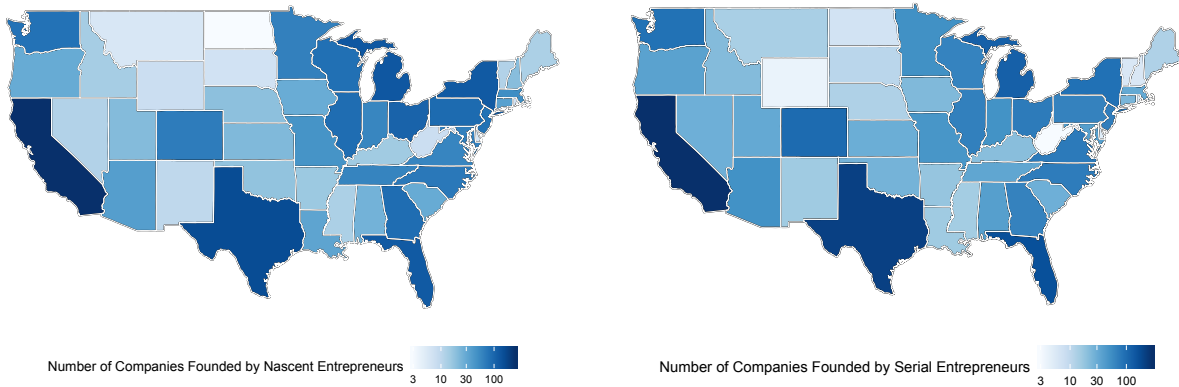 Number of Companies Founded by Nascent Entrepreneurs
3 10 30 100
Number of Companies Founded by Serial Entrepreneurs
3 10 30 100